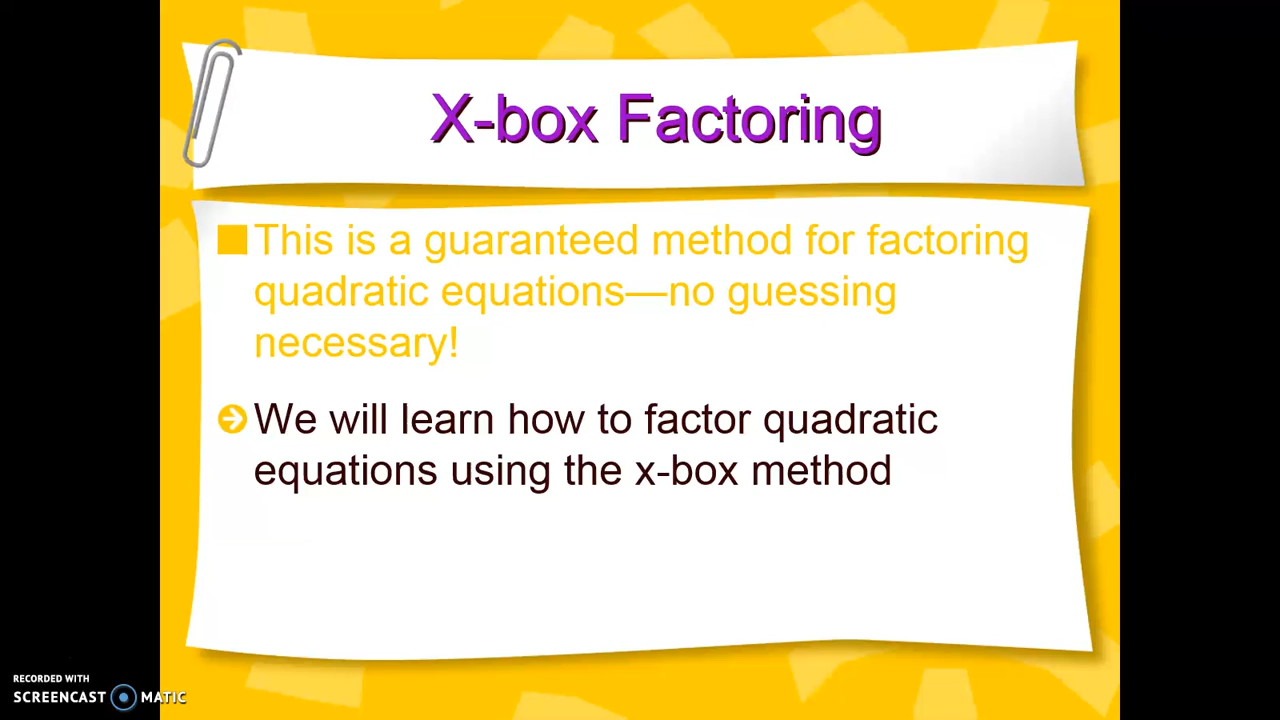 X-box Factoring
This is a guaranteed method for factoring
quadratic equations—no guessing
necessary!
We will learn how to factor quadratic
equations using the x-box method
RECORDED WITH
SCREENCAST MATIC